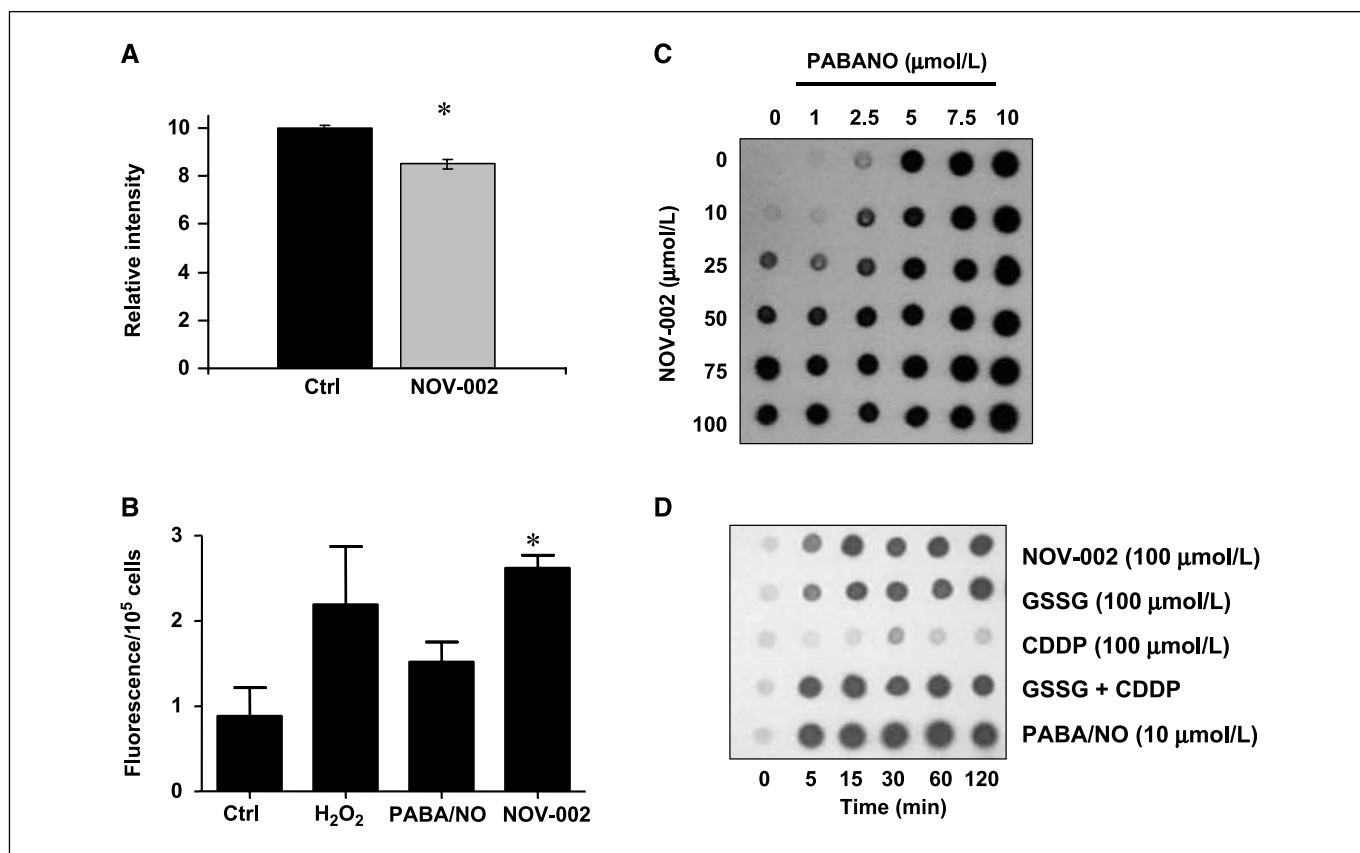 A
*
Relative intensity
10
8
6
4
2
0
Ctrl NOV-002
B
*
Fluorescence/10⁵ cells
3
2
1
0
Ctrl H₂O₂ PABA/NO NOV-002
C
PABANO (μmol/L)
0 1 2.5 5 7.5 10
NOV-002 (μmol/L)
0
10
25
50
75
100
D
NOV-002 (100 μmol/L)
GSSG (100 μmol/L)
CDDP (100 μmol/L)
GSSG + CDDP
PABA/NO (10 μmol/L)
0 5 15 30 60 120
Time (min)